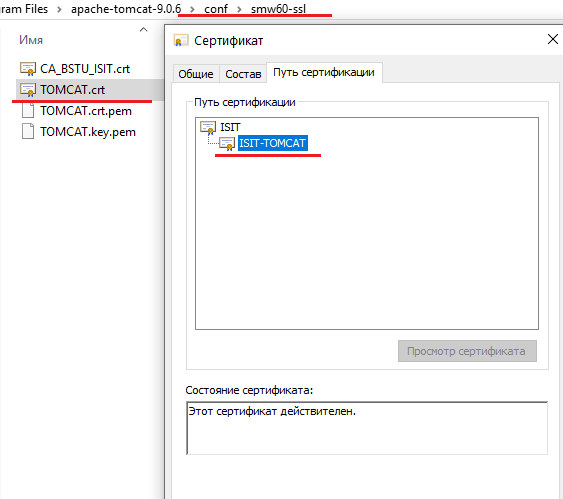 ram Files > apache-tomcat-9.0.6 > conf > smw60-ssl
Имя
CA_BSTU_ISIT.crt
TOMCAT.crt
TOMCAT.crt.pem
TOMCAT.key.pem
Сертификат
Общие Состав Путь сертификации
Путь сертификации
ISIT
ISIT-TOMCAT
Просмотр сертификата
Состояние сертификата:
Этот сертификат действителен.